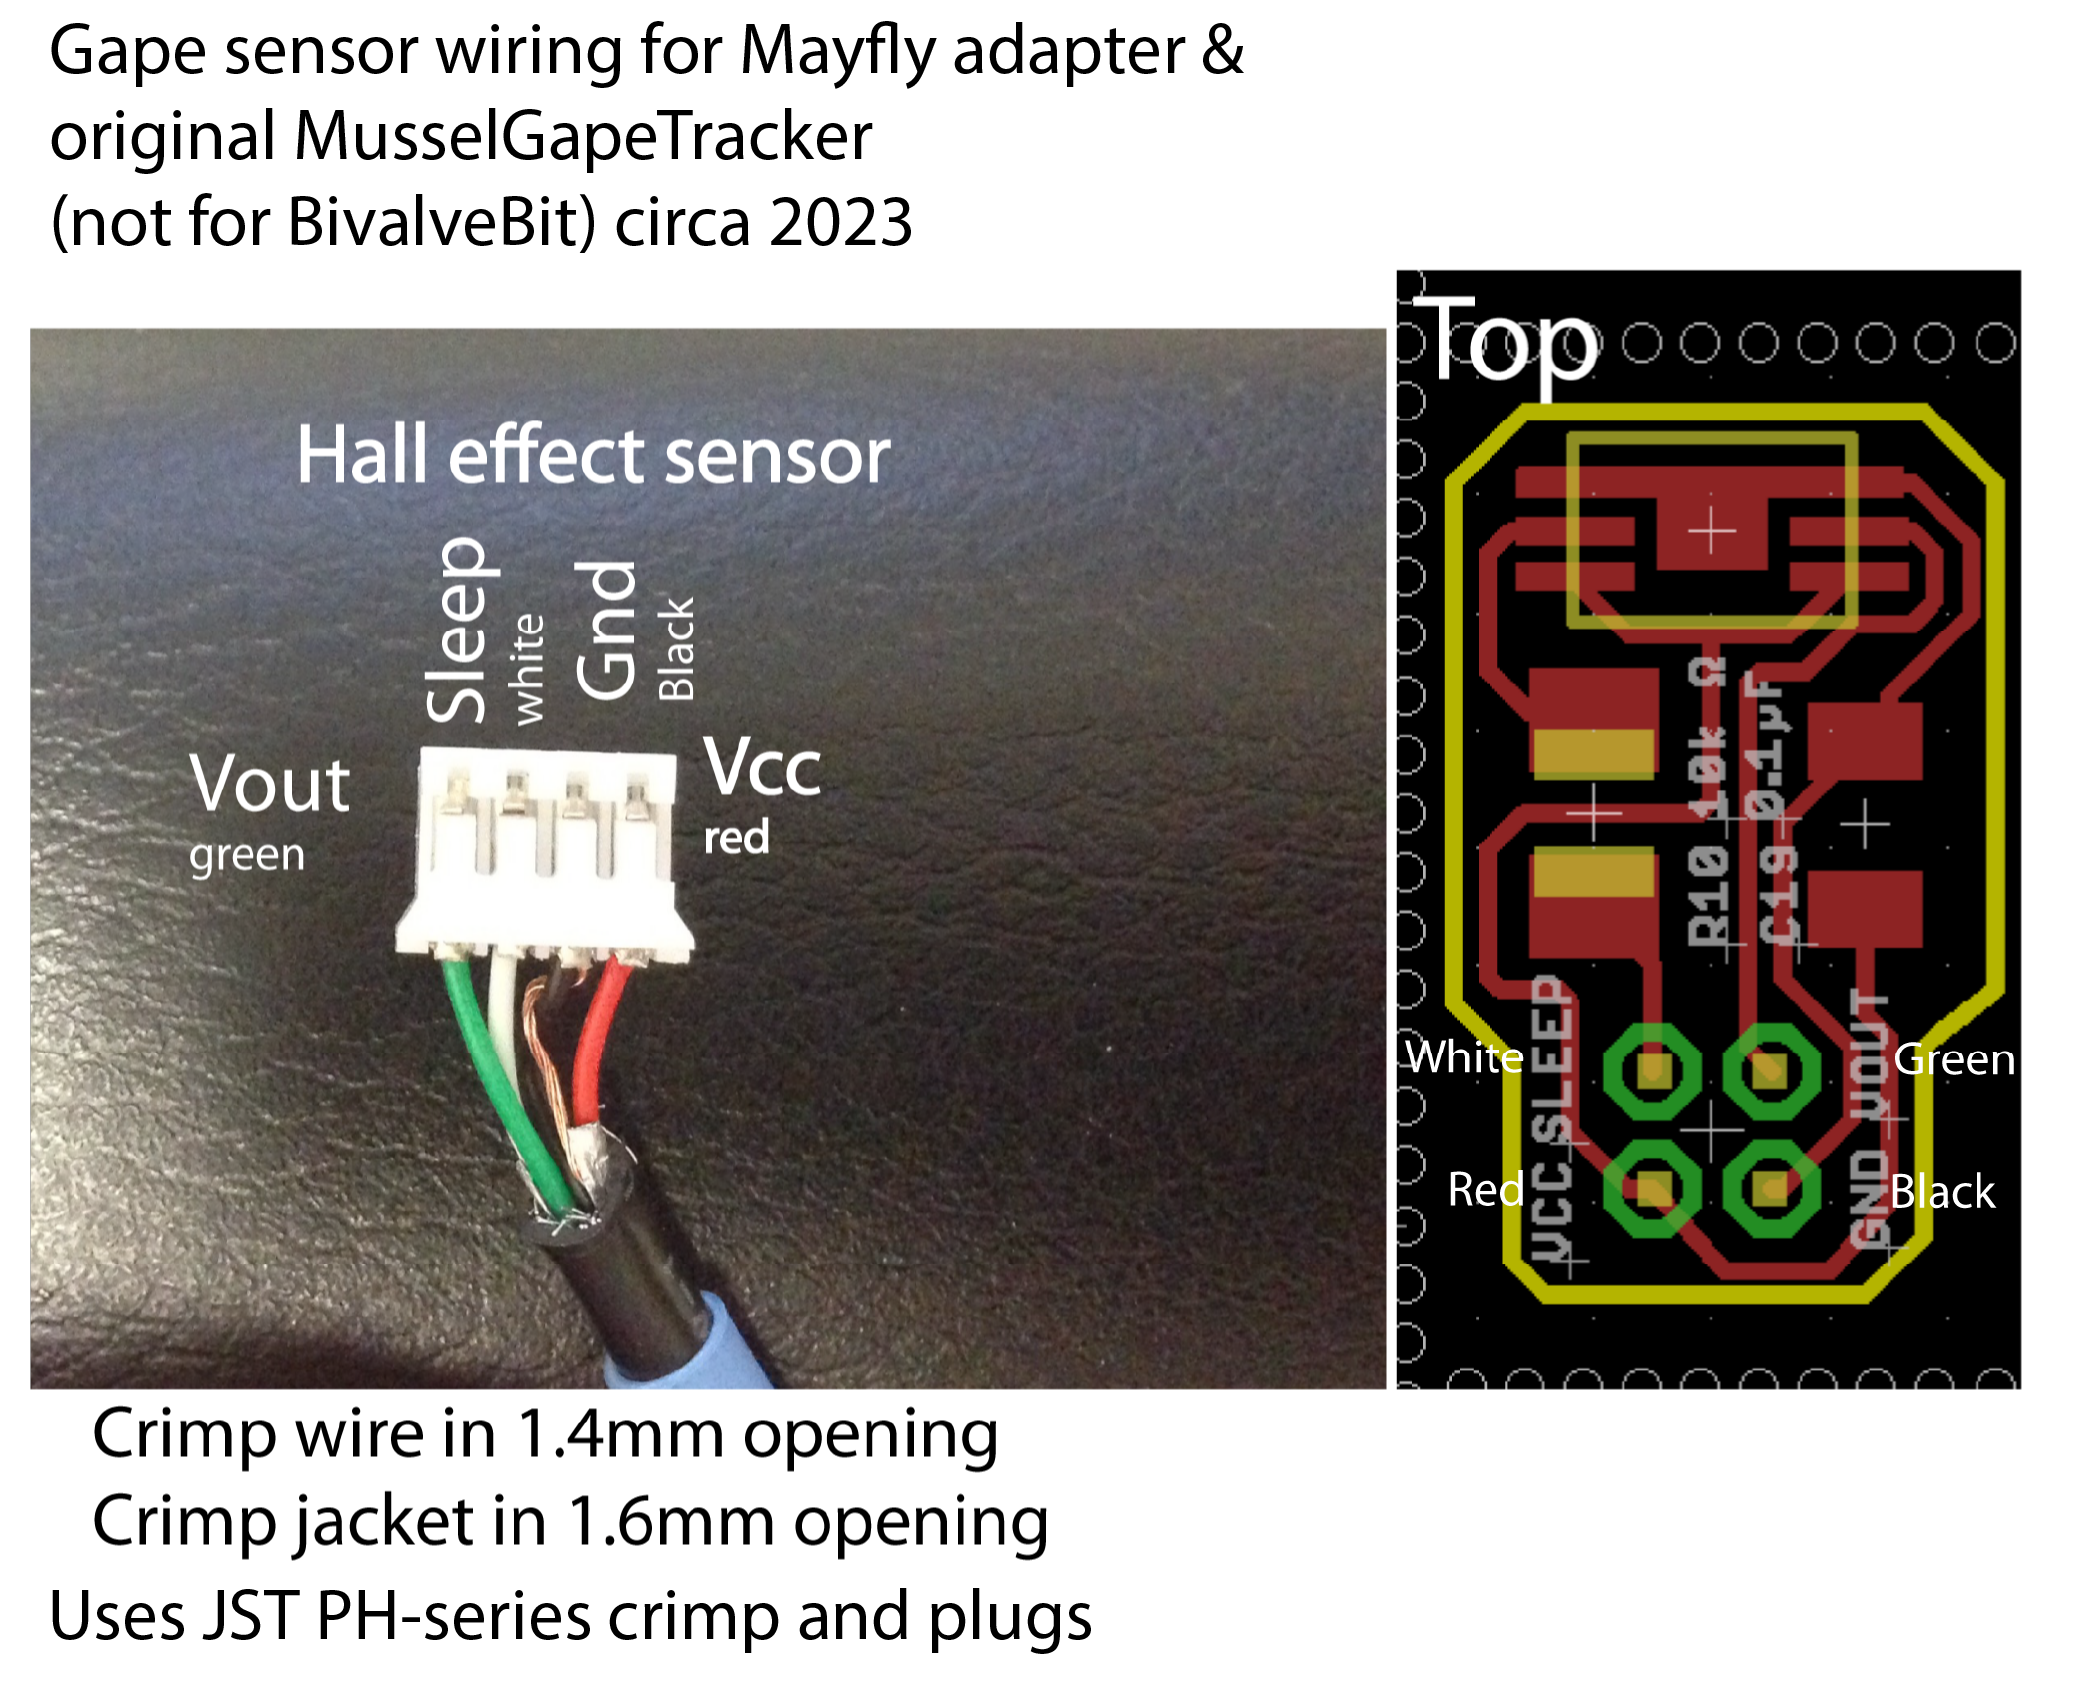 Gape sensor wiring for Mayfly adapter &
original MusselGapeTracker
(not for BivalveBit) circa 2023
Hall effect sensor
Sleep
white
Gnd
Black
Vout
green
Vcc
red
Top
R10 10k Ω
C19 0.1µF
VCC SLEEP
GND VOUT
White
Green
Red
Black
Crimp wire in 1.4mm opening
Crimp jacket in 1.6mm opening
Uses JST PH-series crimp and plugs